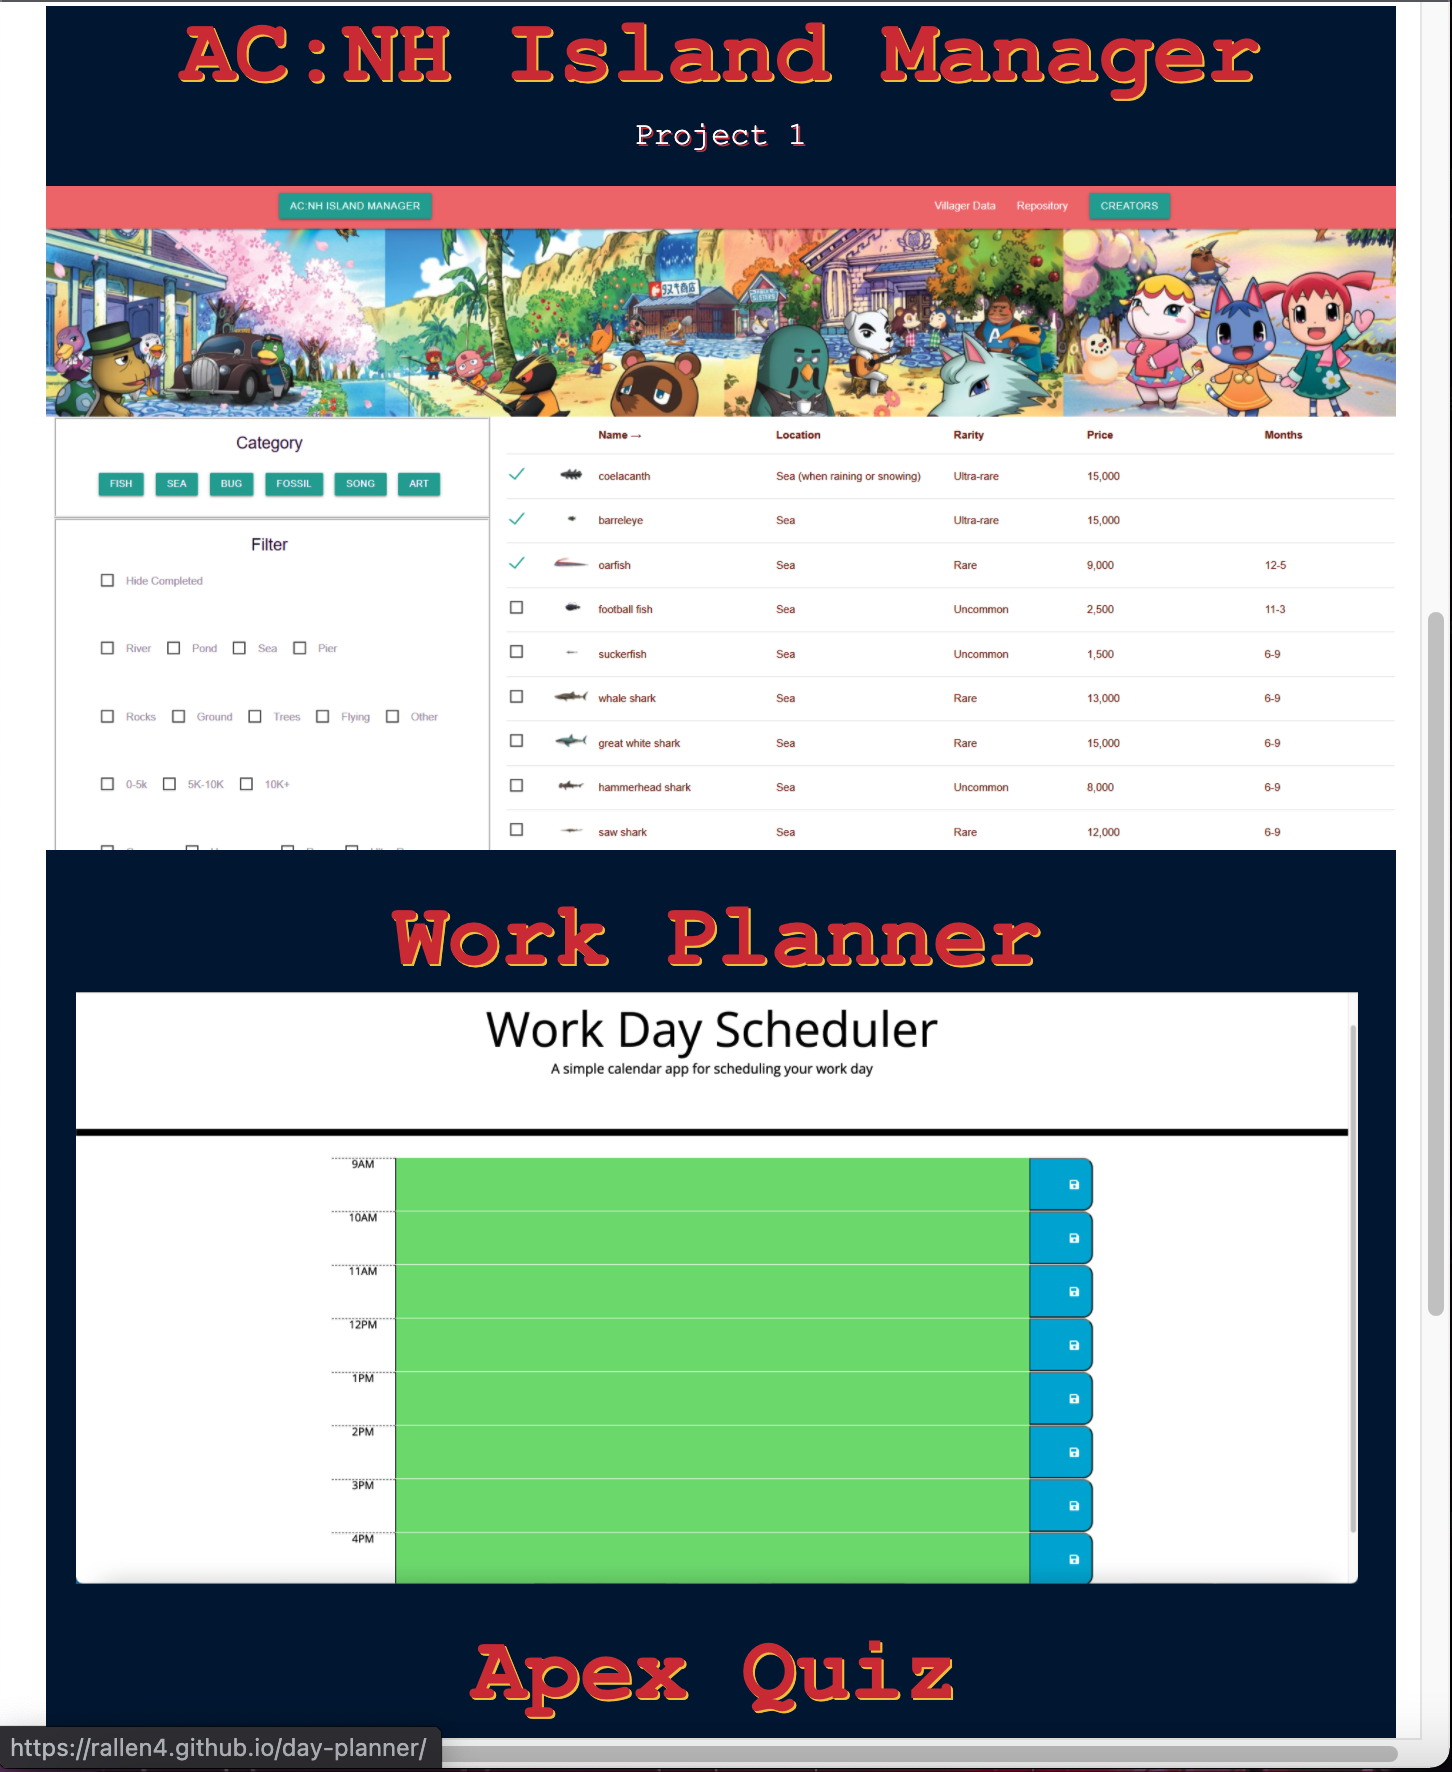 AC:NH Island Manager
Project 1
AC:NH ISLAND MANAGER Villager Data Repository CREATORS
Category
FISH SEA BUG FOSSIL SONG ART
Filter
Hide Completed
River Pond Sea Pier
Rocks Ground Trees Flying Other
0-5k 5K-10K 10K+
Name → Location Rarity Price Months
coelacanth Sea (when raining or snowing) Ultra-rare 15,000
barreleye Sea Ultra-rare 15,000
oarfish Sea Rare 9,000 12-5
football fish Sea Uncommon 2,500 11-3
suckerfish Sea Uncommon 1,500 6-9
whale shark Sea Rare 13,000 6-9
great white shark Sea Rare 15,000 6-9
hammerhead shark Sea Uncommon 8,000 6-9
saw shark Sea Rare 12,000 6-9
Work Planner
Work Day Scheduler
A simple calendar app for scheduling your work day
9AM
10AM
11AM
12PM
1PM
2PM
3PM
4PM
Apex Quiz
https://rallen4.github.io/day-planner/